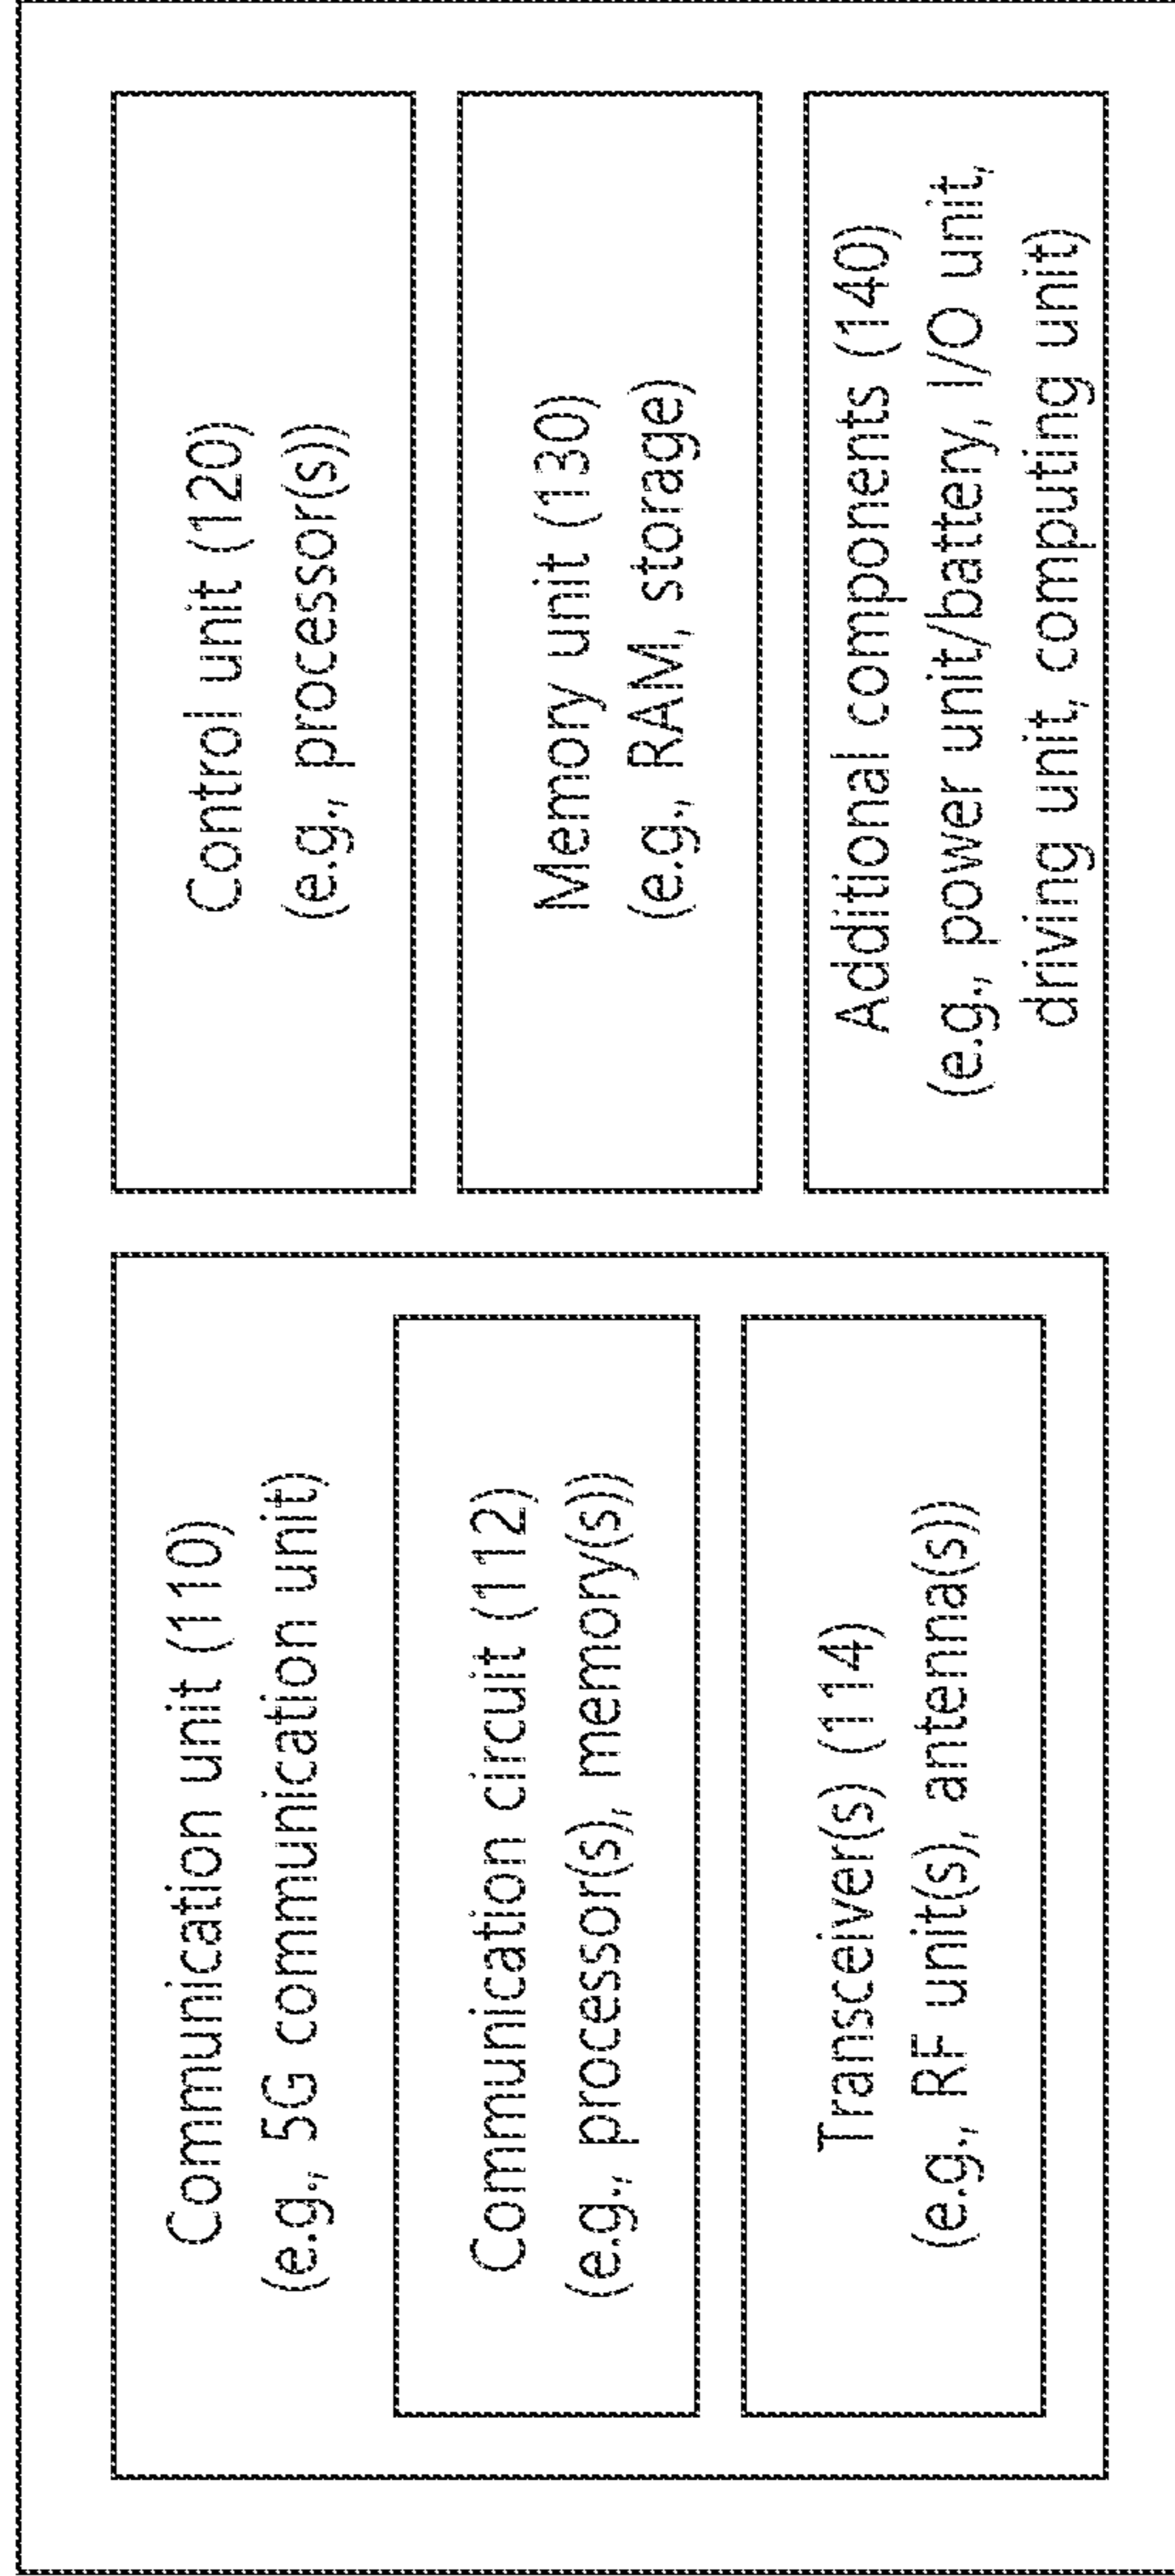 Communication unit (110)
(e.g., 5G communication unit)
Communication circuit (112)
(e.g., processor(s), memory(s))
Transceiver(s) (114)
(e.g., RF unit(s), antenna(s))
Control unit (120)
(e.g., processor(s))
Memory unit (130)
(e.g., RAM, storage)
Additional components (140)
(e.g., power unit/battery, I/O unit,
driving unit, computing unit)